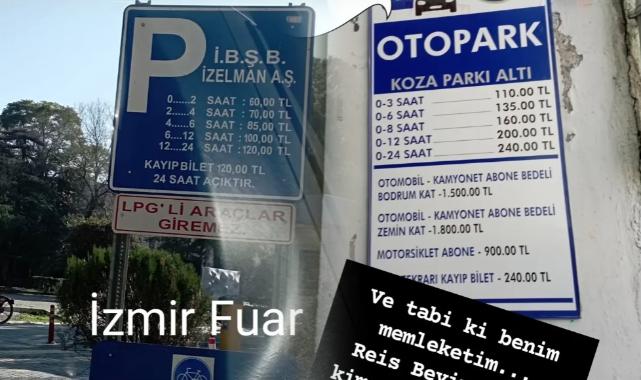 P
İ.B.Ş.B.
İZELMAN A.Ş.
0......2 SAAT : 60,00 TL
2......4 SAAT : 70,00 TL
4......6 SAAT : 85,00 TL
6....12 SAAT : 100,00 TL
12....24 SAAT : 120,00 TL
KAYIP BİLET 120,00 TL
24 SAAT AÇIKTIR.
LPG'Lİ ARAÇLAR
GİREMEZ.
İzmir Fuar
OTOPARK
KOZA PARKI ALTI
0-3 SAAT 110.00 TL
0-6 SAAT 135.00 TL
0-8 SAAT 160.00 TL
0-12 SAAT 200.00 TL
0-24 SAAT 240.00 TL
OTOMOBİL - KAMYONET ABONE BEDELİ
BODRUM KAT -1.500.00 TL
OTOMOBİL - KAMYONET ABONE BEDELİ
ZEMİN KAT -1.800.00 TL
MOTORSİKLET ABONE - 900.00 TL
KAYIP BİLET - 240.00 TL
Ve tabi ki benim
memleketim...
Reis Bey